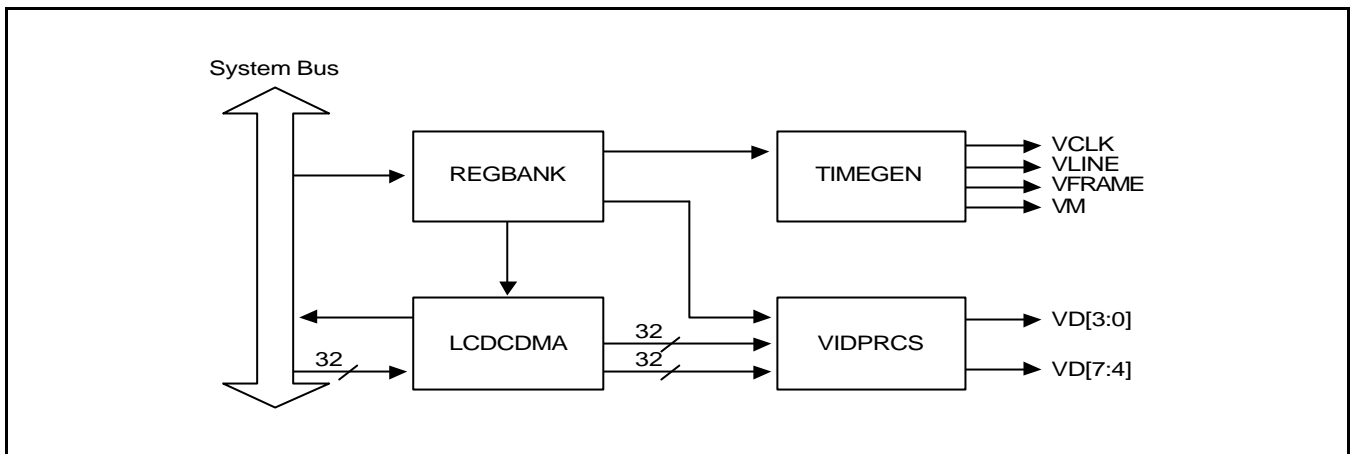 System Bus
REGBANK
TIMEGEN
VCLK
VLINE
VFRAME
VM
LCDCDMA
32
32
32
VIDPRCS
VD[3:0]
VD[7:4]